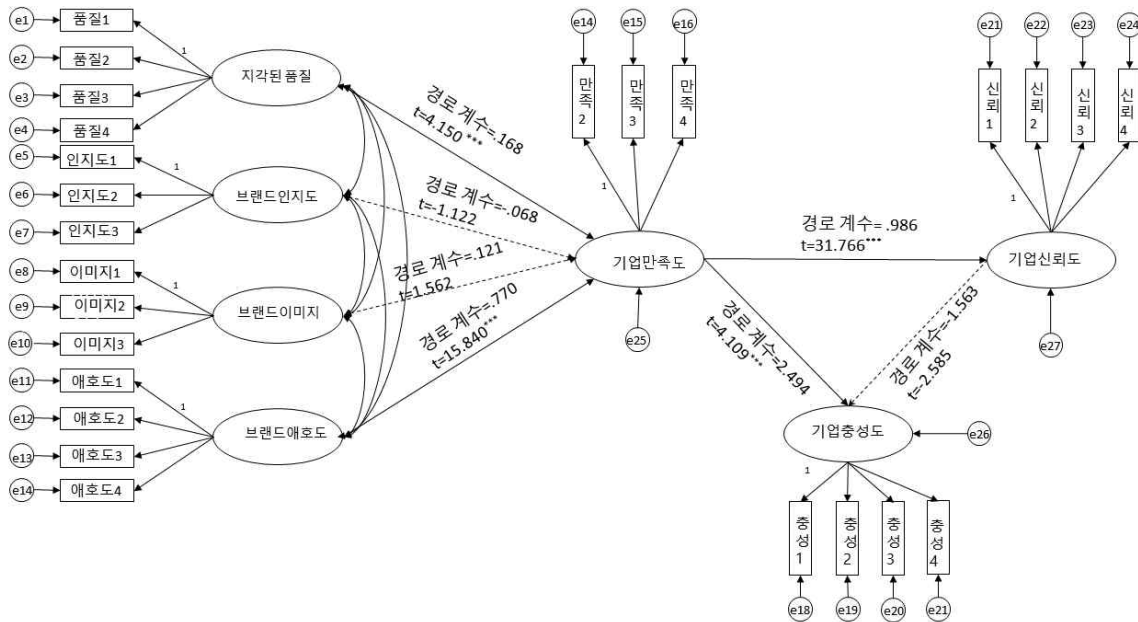 e1
품질1
e2
품질2
e3
품질3
e4
품질4
1
지각된 품질
e5
인지도1
e6
인지도2
e7
인지도3
1
브랜드인지도
e8
이미지1
e9
이미지2
e10
이미지3
1
브랜드이미지
e11
애호도1
e12
애호도2
e13
애호도3
e14
애호도4
1
브랜드애호도
경로 계수=.168
t=4.150 ***
경로 계수=-.068
t=-1.122
경로 계수=.121
t=1.562
경로 계수=.770
t=15.840***
e14
e15
e16
만족2
만족3
만족4
1
기업만족도
e25
경로 계수= .986
t=31.766***
e21
e22
e23
e24
신뢰1
신뢰2
신뢰3
신뢰4
1
기업신뢰도
e27
경로 계수=2.494
t=4.109***
경로 계수=-1.563
t=-2.585
기업충성도
e26
1
충성1
충성2
충성3
충성4
e18
e19
e20
e21